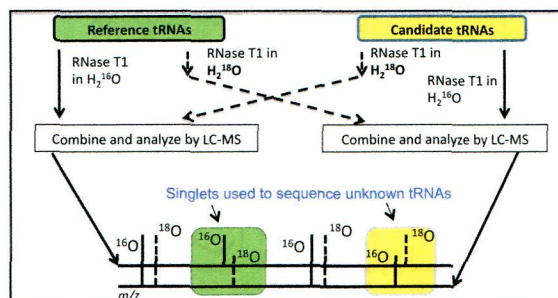 Reference tRNAs
Candidate tRNAs
RNase T1 in H₂¹⁶O
RNase T1 in H₂¹⁸O
RNase T1 in H₂¹⁸O
RNase T1 in H₂¹⁶O
Combine and analyze by LC-MS
Combine and analyze by LC-MS
Singlets used to sequence unknown tRNAs
¹⁶O
¹⁸O
¹⁶O
¹⁸O
¹⁶O
¹⁸O
¹⁶O
¹⁸O
m/z